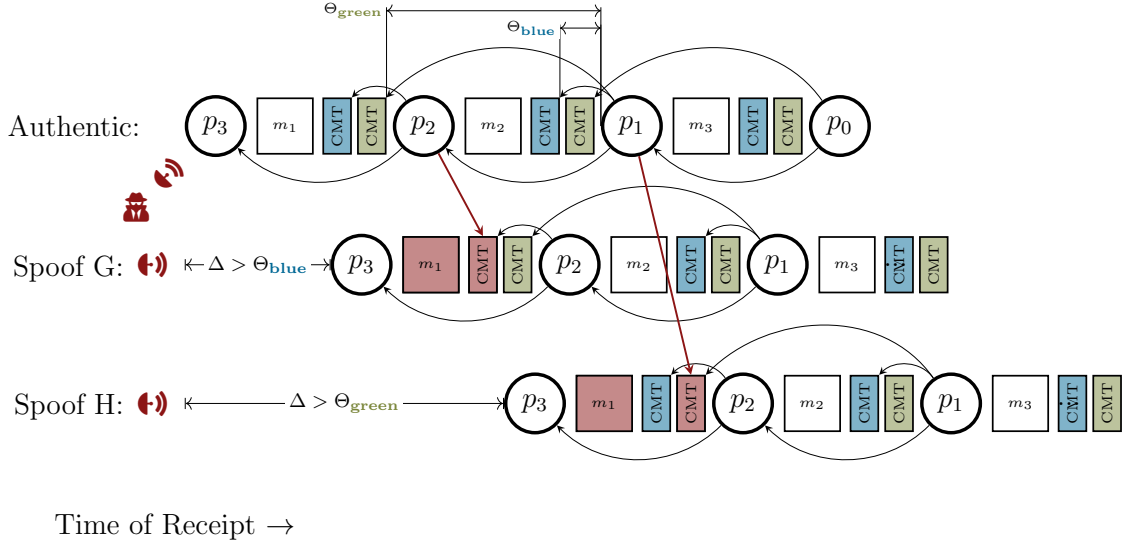 Θgreen
Θblue
Authentic: p3 m1 CMT CMT p2 m2 CMT CMT p1 m3 CMT CMT p0
Spoof G: Δ > Θblue p3 m1 CMT CMT p2 m2 CMT CMT p1 m3 CMT CMT
Spoof H: Δ > Θgreen p3 m1 CMT CMT p2 m2 CMT CMT p1 m3 CMT CMT
Time of Receipt →